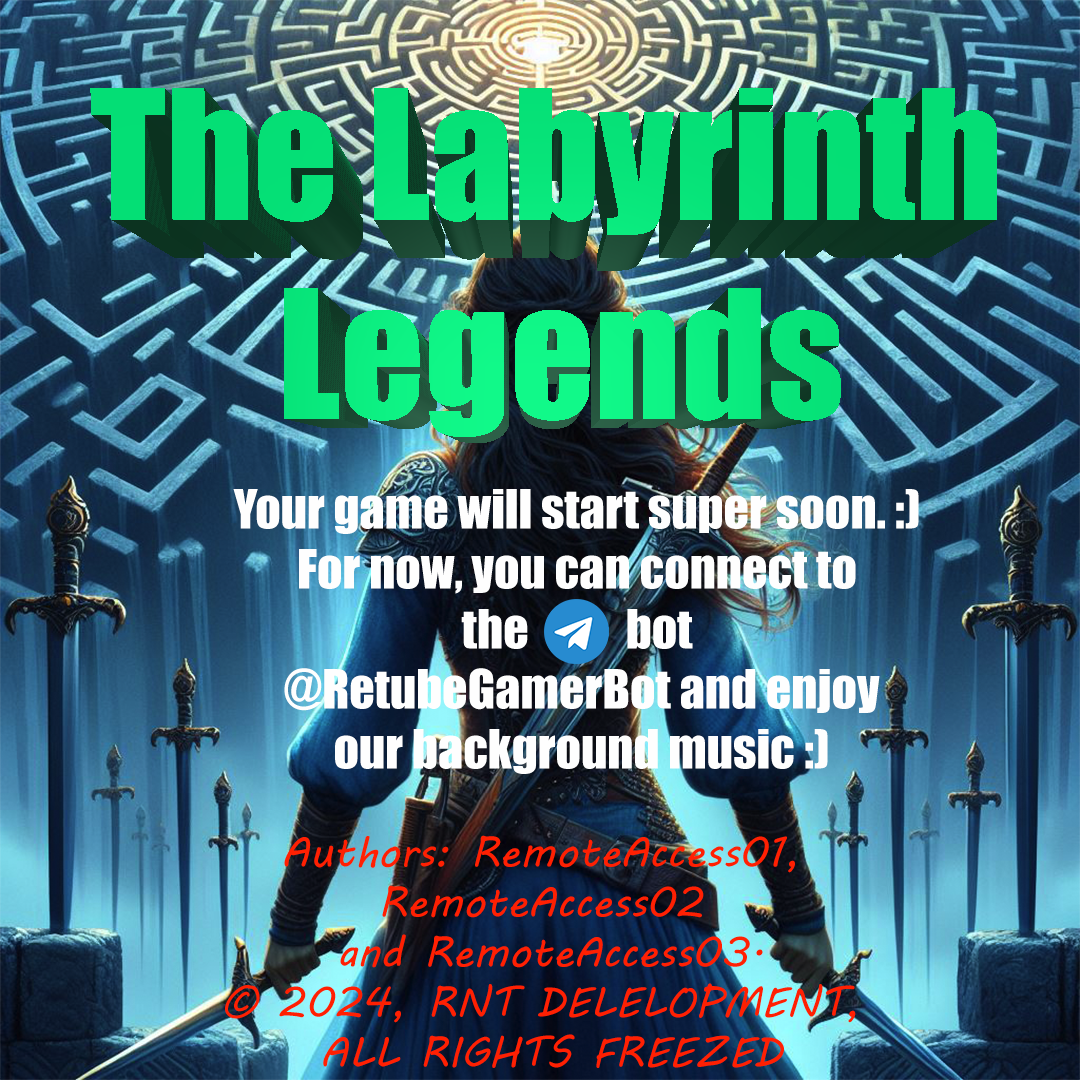 The Labyrinth
Legends
Your game will start super soon. :)
For now, you can connect to
the bot
@RetubeGamerBot and enjoy
our background music :)
Authors: RemoteAccess01,
RemoteAccess02
and RemoteAccess03.
© 2024, RNT DELELOPMENT,
ALL RIGHTS FREEZED